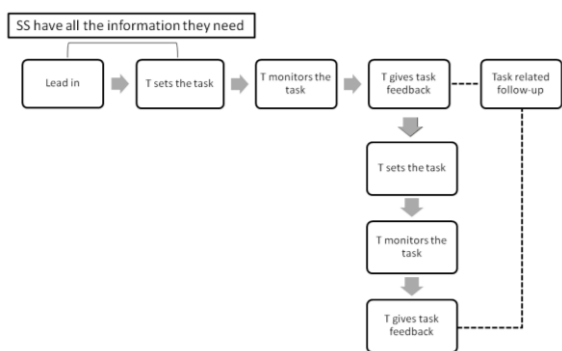 SS have all the information they need
Lead in
T sets the task
T monitors the
task
T gives task
feedback
Task related
follow-up
T sets the task
T monitors the
task
T gives task
feedback